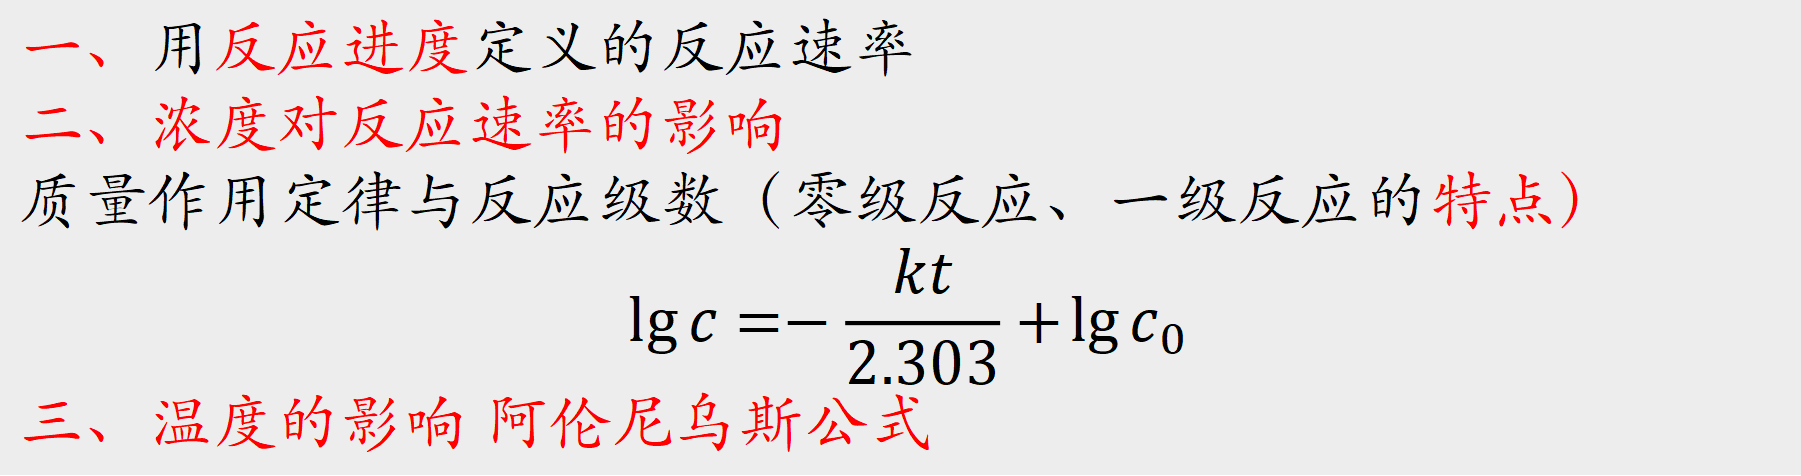 一、用反应进度定义的反应速率
二、浓度对反应速率的影响
质量作用定律与反应级数（零级反应、一级反应的特点）
lg c =− kt/2.303 + lg c₀
三、温度的影响 阿伦尼乌斯公式